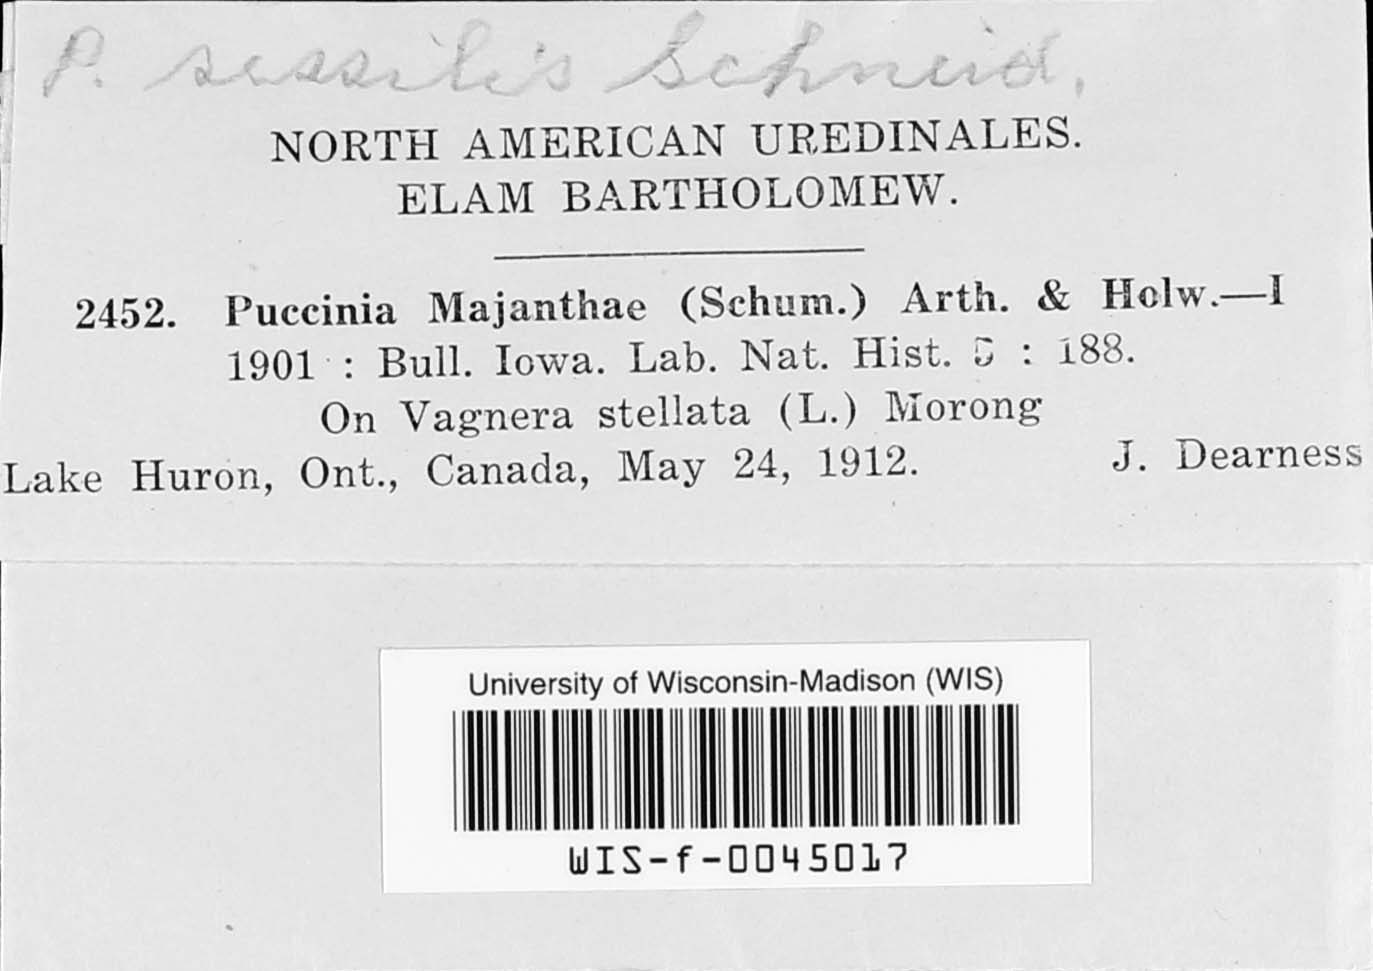 P. sessilis Schneid.
NORTH AMERICAN UREDINALES.
ELAM BARTHOLOMEW.
2452. Puccinia Majanthae (Schum.) Arth. & Holw.—I
1901 : Bull. Iowa. Lab. Nat. Hist. 5 : 188.
On Vagnera stellata (L.) Morong
Lake Huron, Ont., Canada, May 24, 1912. J. Dearness
University of Wisconsin-Madison (WIS)
WIS-f-0045017